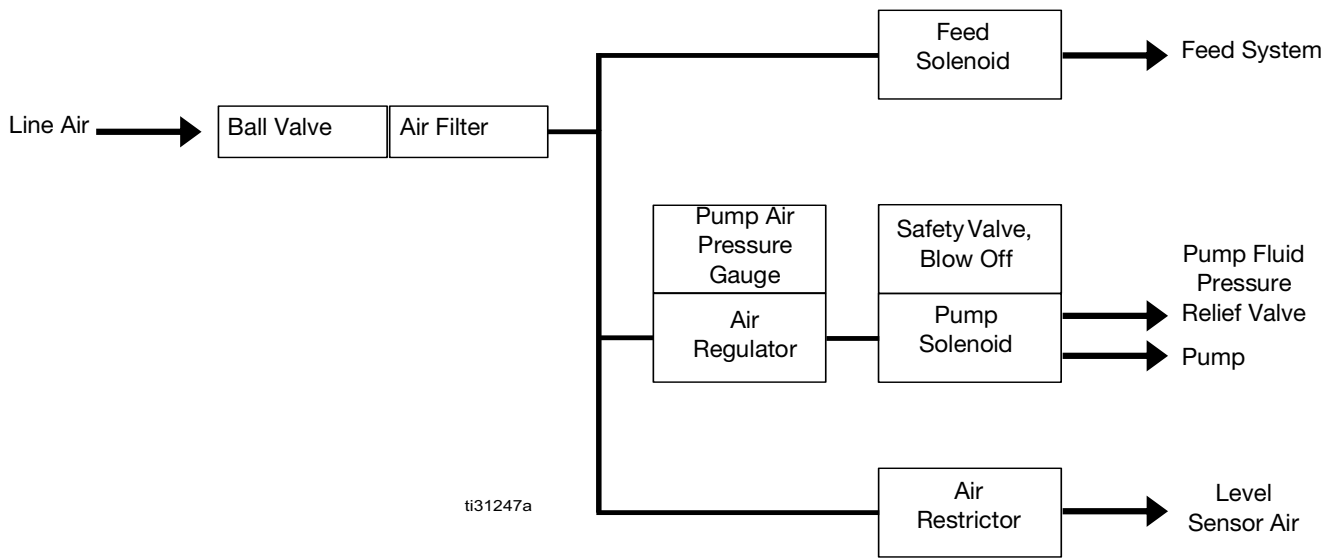 Feed
Solenoid
Feed System
Line Air
Ball Valve
Air Filter
Pump Air
Pressure
Gauge
Safety Valve,
Blow Off
Air
Regulator
Pump
Solenoid
Pump Fluid
Pressure
Relief Valve
Pump
ti31247a
Air
Restrictor
Level
Sensor Air